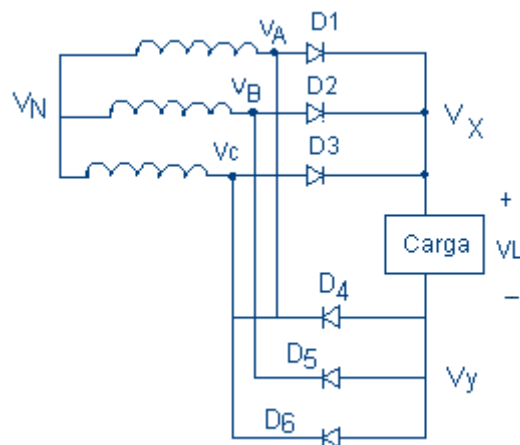 VA D1
VN VB D2 VX
Vc D3
+
Carga VL
D4 –
D5 Vy
D6